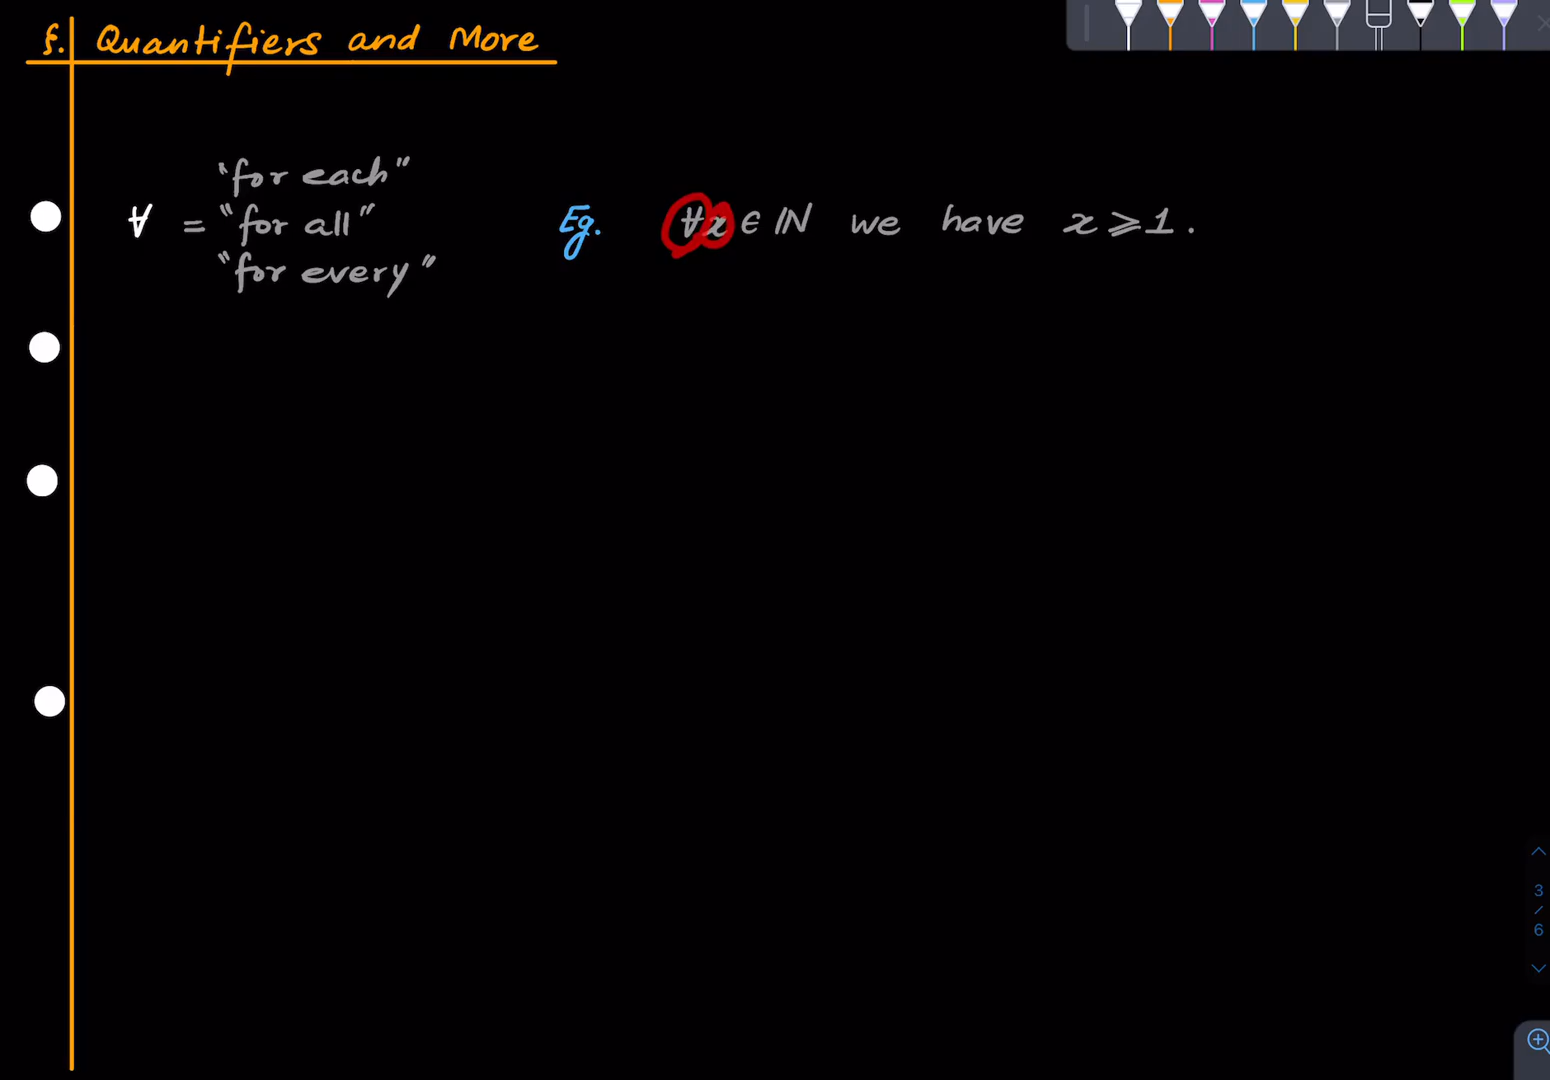 f. Quantifiers and More
"for each"
∀ = "for all" Eg. ∀x ∈ ℕ we have x ⩾ 1.
"for every"
3
/
6